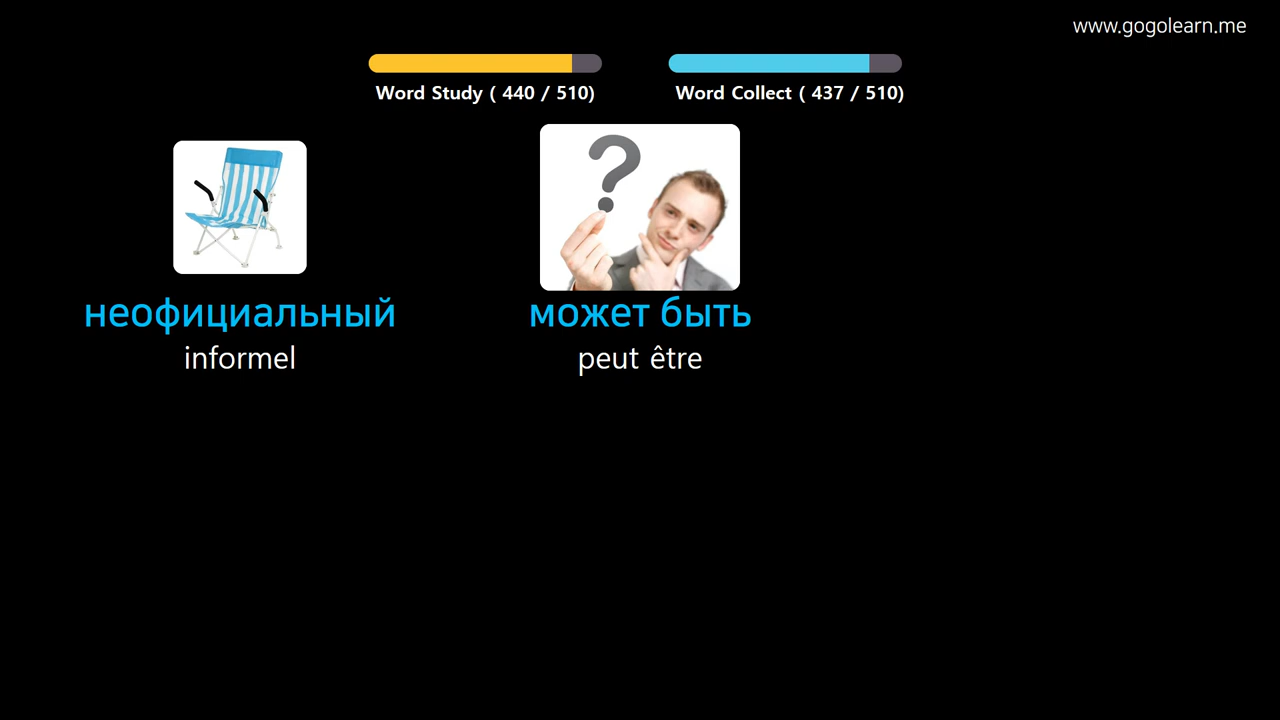 www.gogolearn.me
Word Study ( 440 / 510)
Word Collect ( 437 / 510)
неофициальный
informel
может быть
peut être